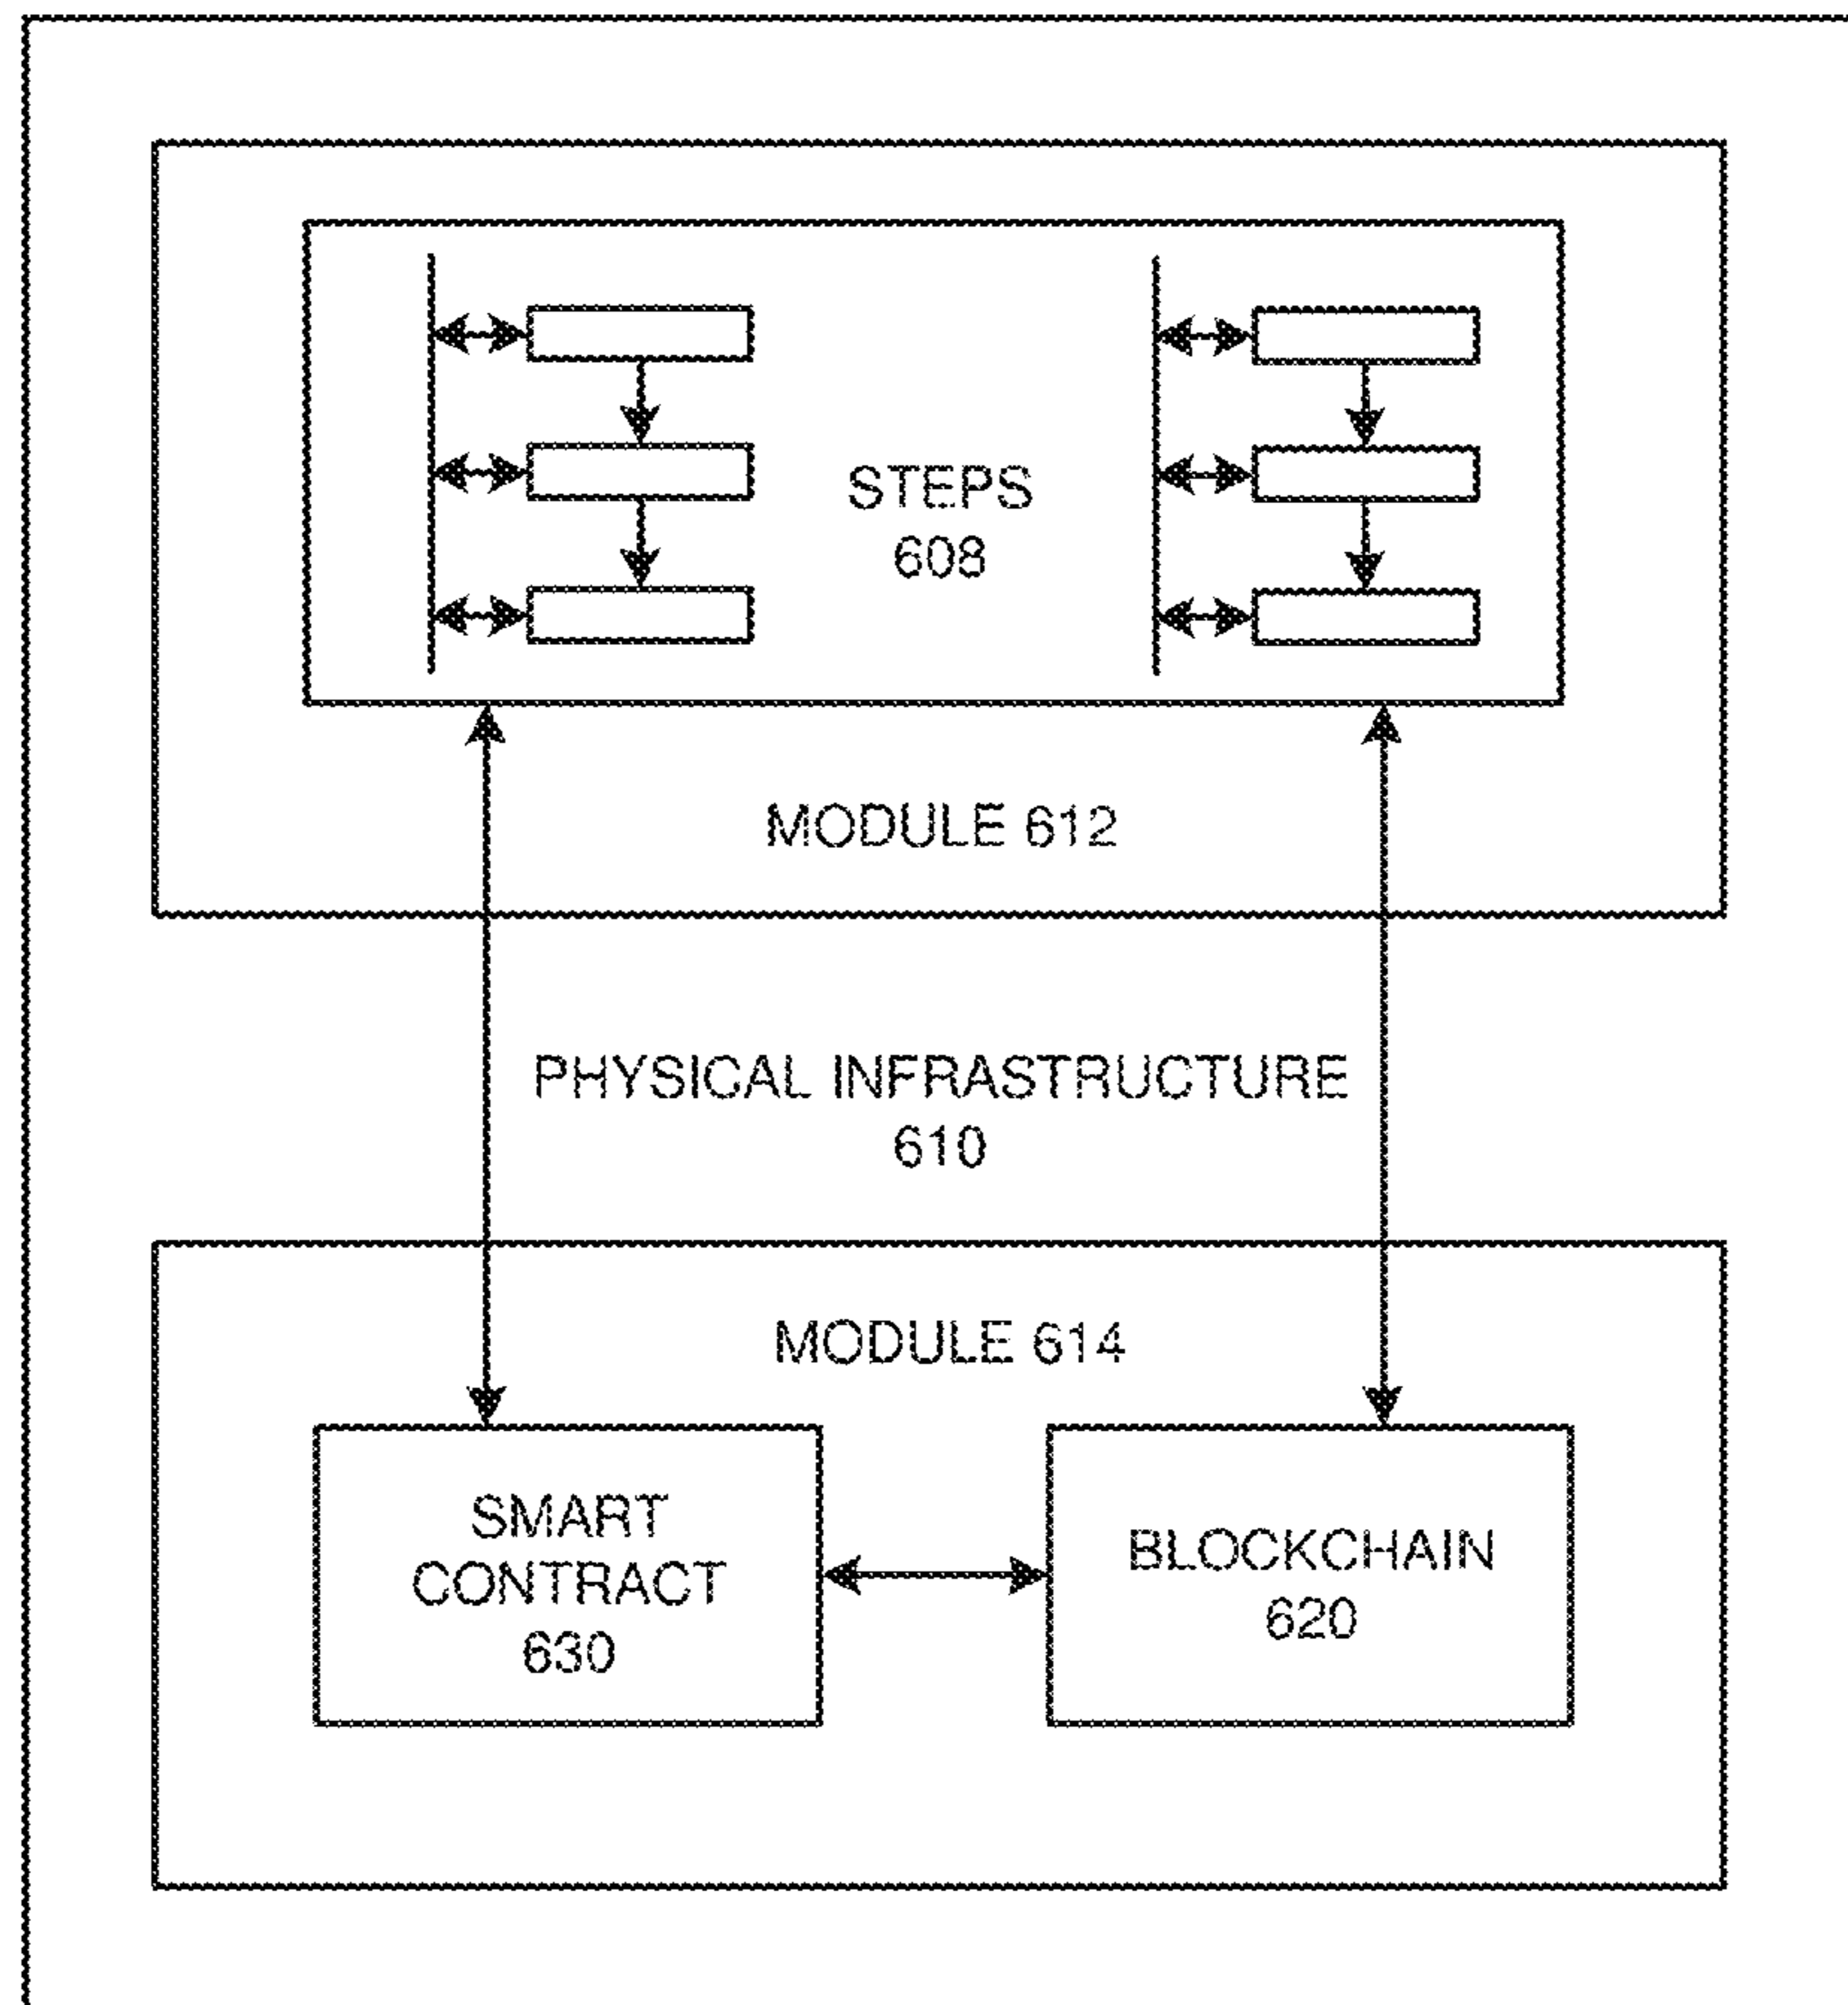 STEPS
608
MODULE 612
PHYSICAL INFRASTRUCTURE
610
MODULE 614
SMART
CONTRACT
630
BLOCKCHAIN
620